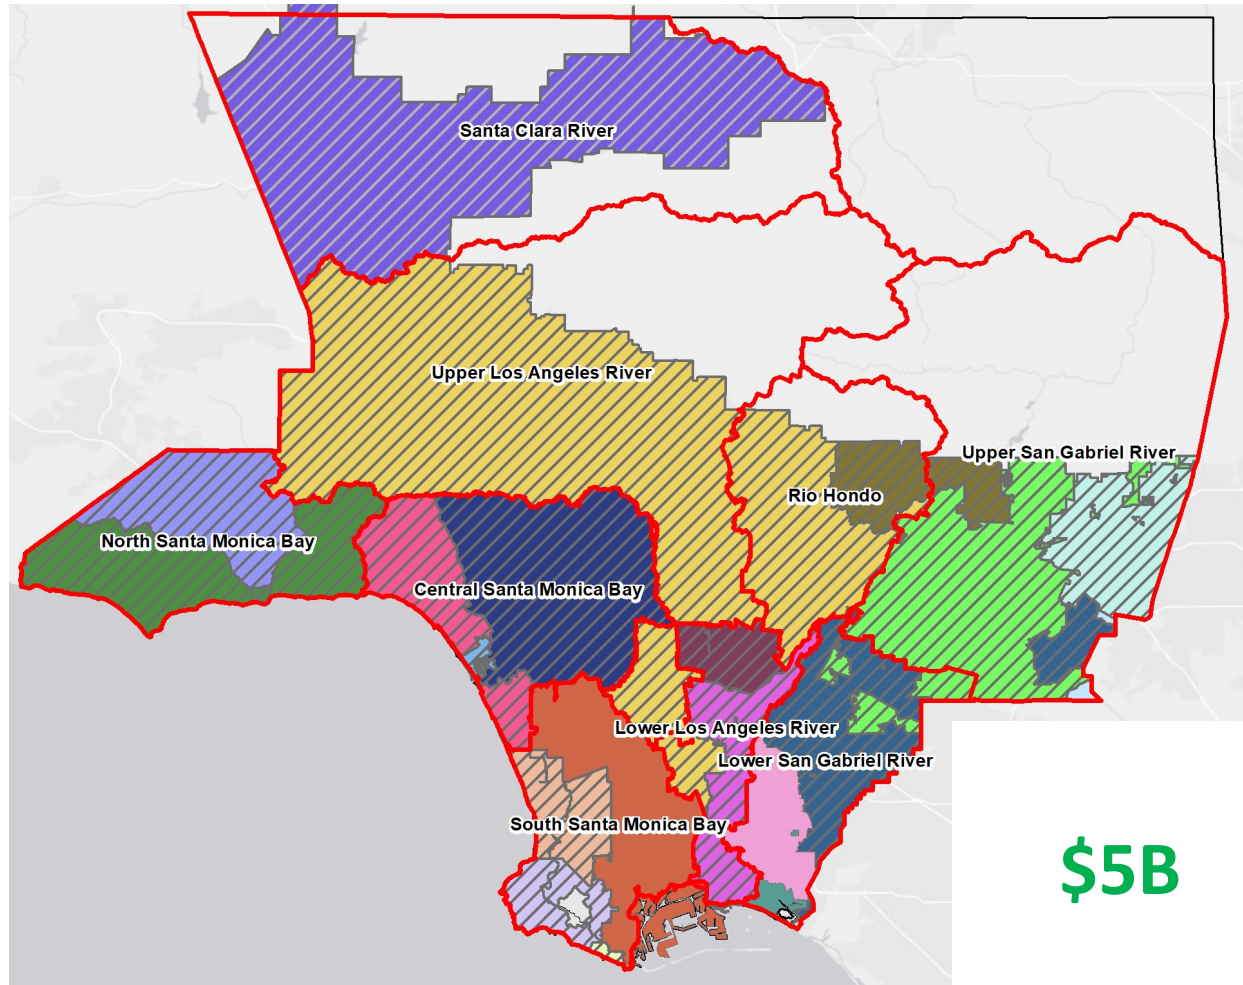 Santa Clara River
Upper Los Angeles River
Upper San Gabriel River
Rio Hondo
North Santa Monica Bay
Central Santa Monica Bay
Lower Los Angeles River
Lower San Gabriel River
South Santa Monica Bay
$5B